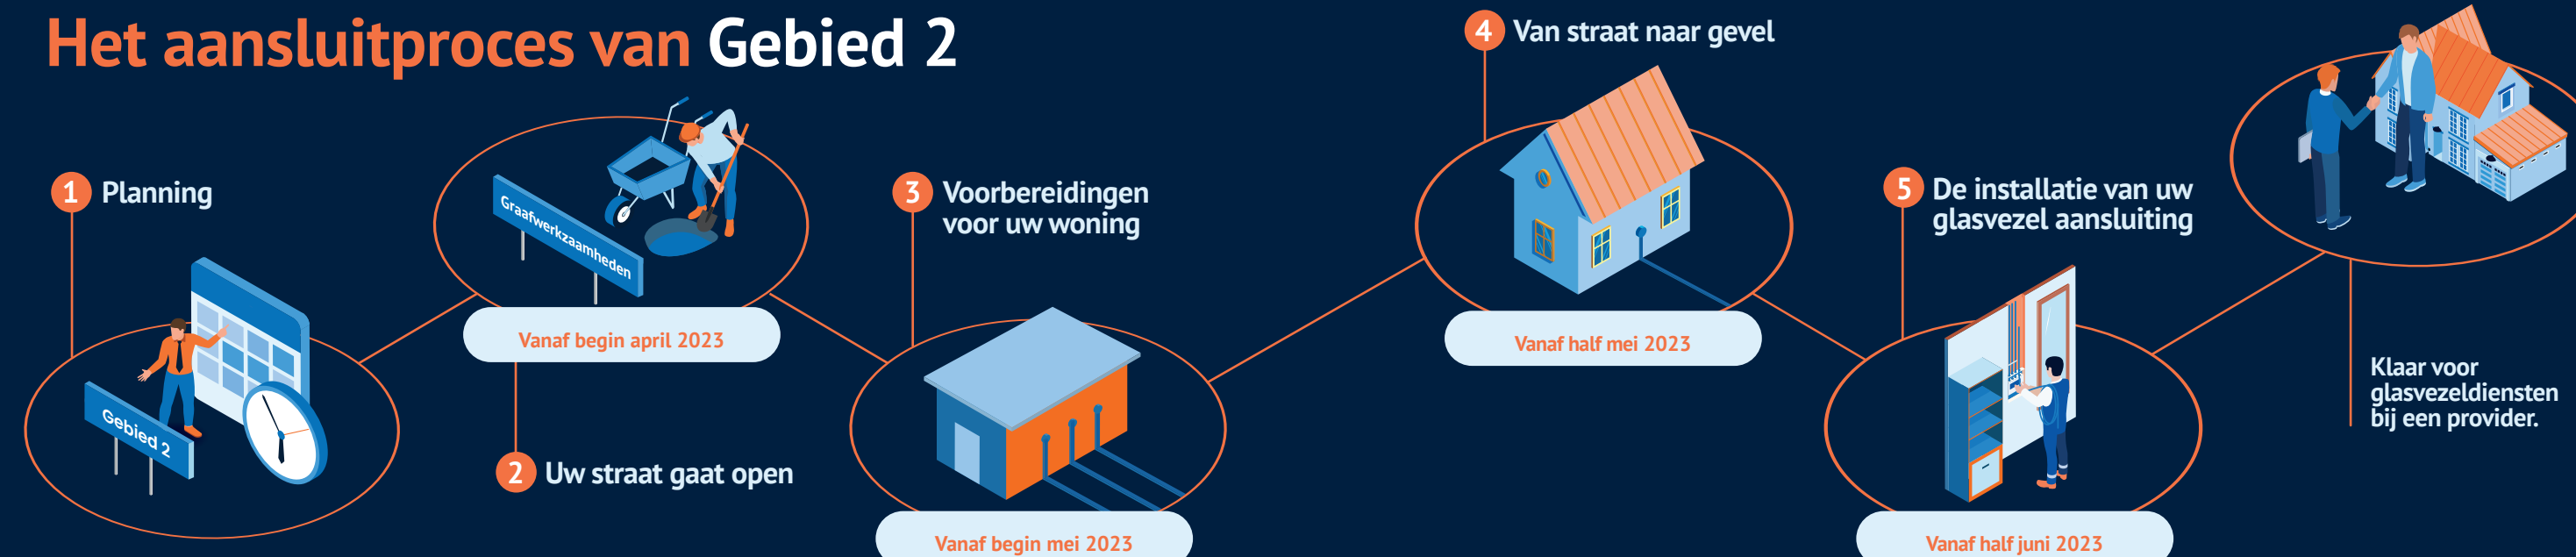 Het aansluitproces van Gebied 2
1 Planning
Gebied 2
Graafwerkzaamheden
Vanaf begin april 2023
2 Uw straat gaat open
3 Voorbereidingen
voor uw woning
Vanaf begin mei 2023
4 Van straat naar gevel
Vanaf half mei 2023
5 De installatie van uw
glasvezel aansluiting
Vanaf half juni 2023
Klaar voor
glasvezeldiensten
bij een provider.